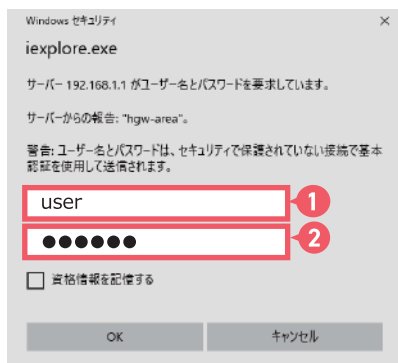 Windows セキュリティ
iexplore.exe
サーバー 192.168.1.1 がユーザー名とパスワードを要求しています。
サーバーからの報告: "hgw-area"。
警告: ユーザー名とパスワードは、セキュリティで保護されていない接続で基本
認証を使用して送信されます。
user
1
●●●●●●
2
資格情報を記憶する
OK
キャンセル